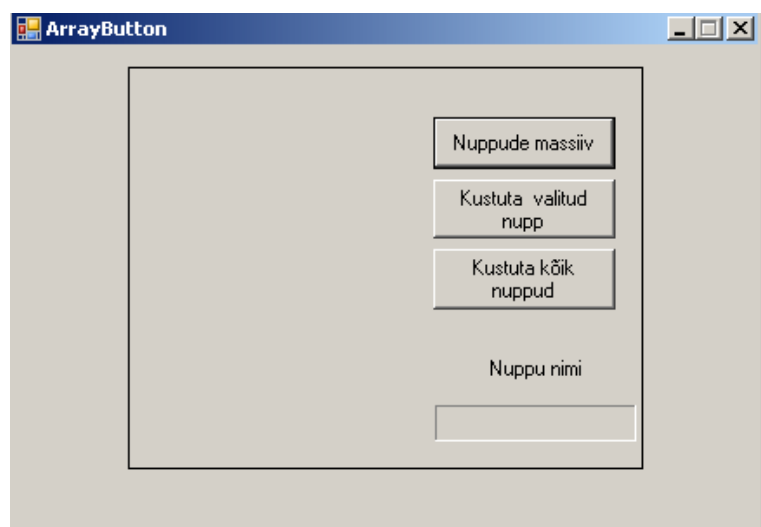 ArrayButton
Nuppude massiiv
Kustuta valitud
nupp
Kustuta kõik
nuppud
Nuppu nimi